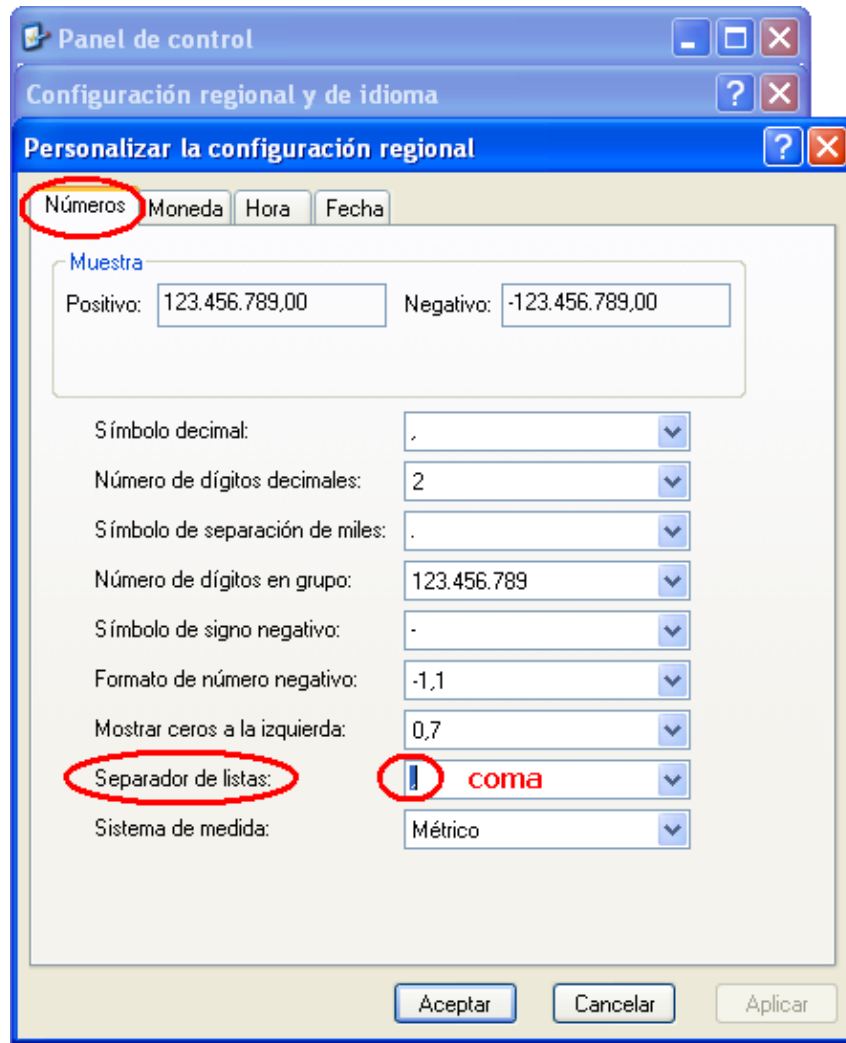 Panel de control
Configuración regional y de idioma
Personalizar la configuración regional
Números Moneda Hora Fecha
Muestra
Positivo: 123.456.789,00 Negativo: -123.456.789,00
Símbolo decimal: ,
Número de dígitos decimales: 2
Símbolo de separación de miles: .
Número de dígitos en grupo: 123.456.789
Símbolo de signo negativo: -
Formato de número negativo: -1,1
Mostrar ceros a la izquierda: 0,7
Separador de listas: , coma
Sistema de medida: Métrico
Aceptar Cancelar Aplicar